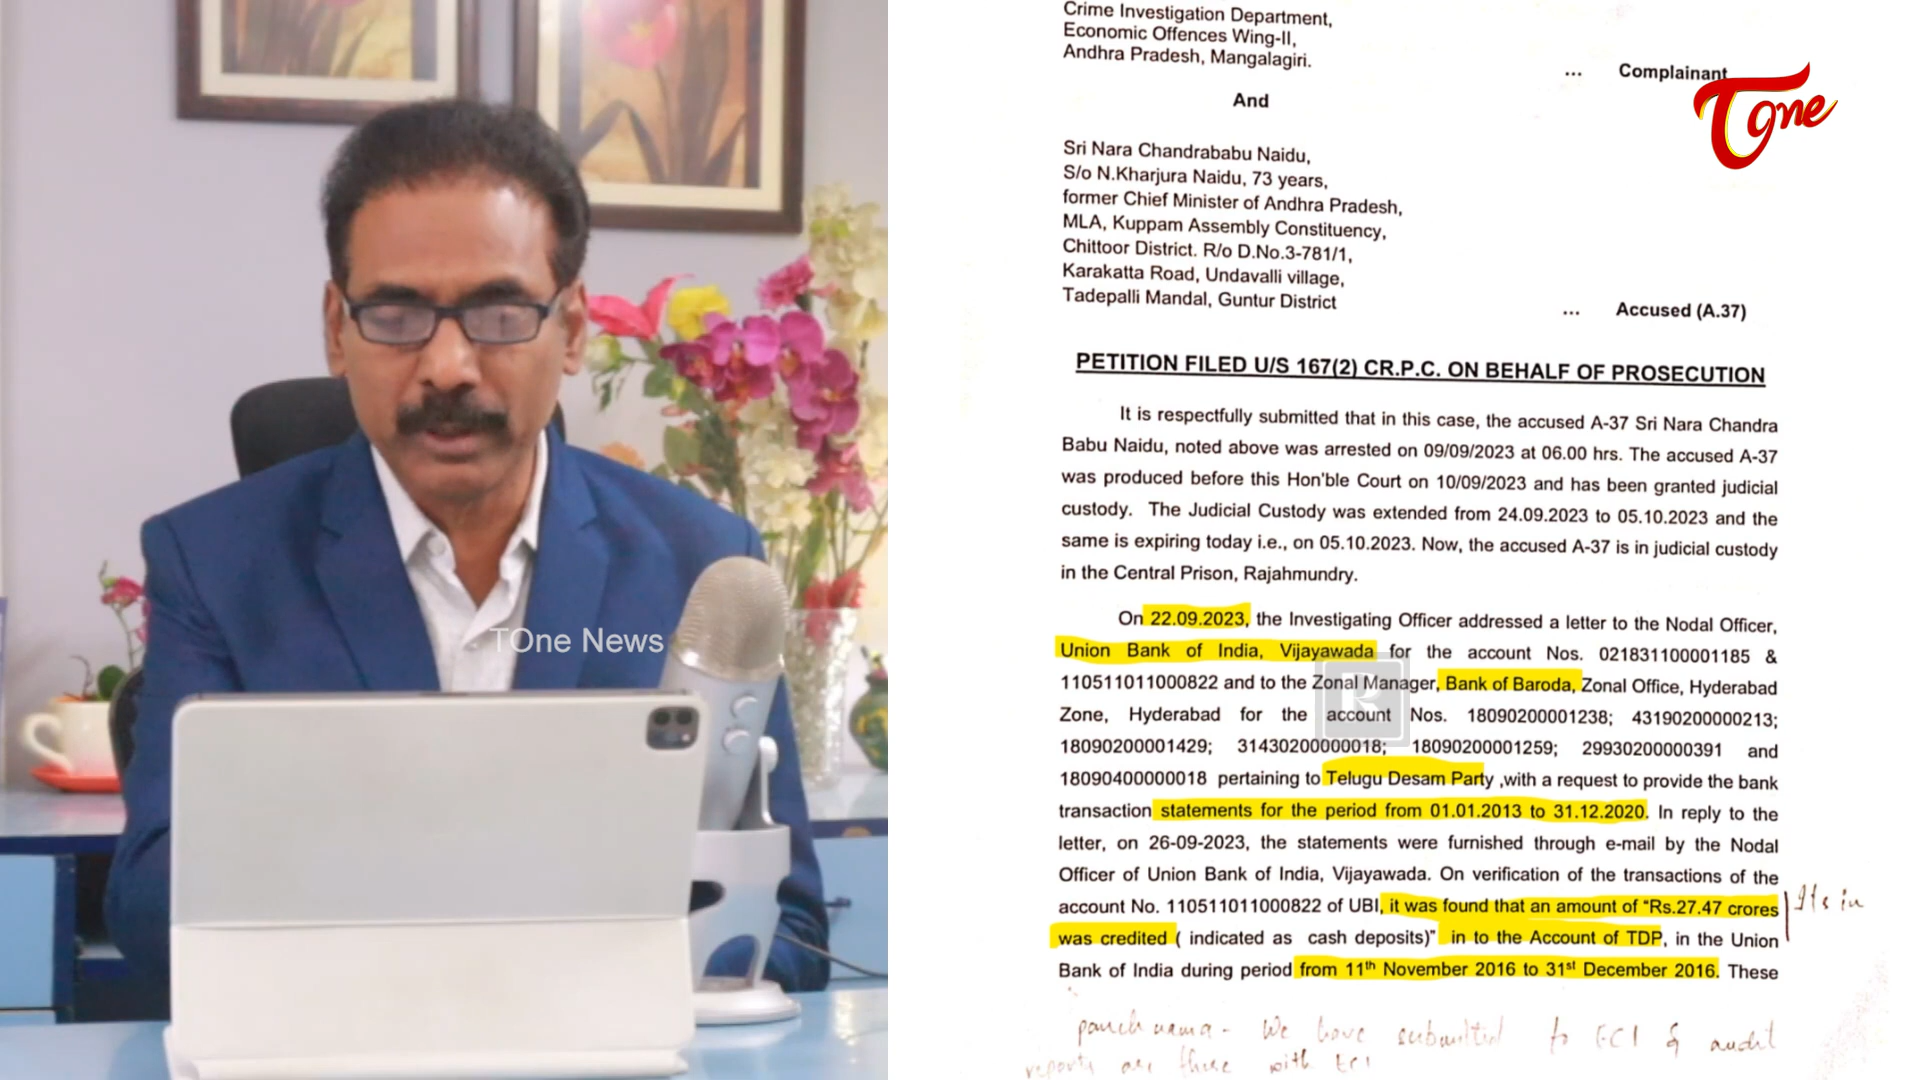 TOne News
Tone
Crime Investigation Department,
Economic Offences Wing-II,
Andhra Pradesh, Mangalagiri.
... Complainant
And
Sri Nara Chandrababu Naidu,
S/o N.Kharjura Naidu, 73 years,
former Chief Minister of Andhra Pradesh,
MLA, Kuppam Assembly Constituency,
Chittoor District. R/o D.No.3-781/1,
Karakatta Road, Undavalli village,
Tadepalli Mandal, Guntur District
... Accused (A.37)
PETITION FILED U/S 167(2) CR.P.C. ON BEHALF OF PROSECUTION
It is respectfully submitted that in this case, the accused A-37 Sri Nara Chandra
Babu Naidu, noted above was arrested on 09/09/2023 at 06.00 hrs. The accused A-37
was produced before this Hon'ble Court on 10/09/2023 and has been granted judicial
custody. The Judicial Custody was extended from 24.09.2023 to 05.10.2023 and the
same is expiring today i.e., on 05.10.2023. Now, the accused A-37 is in judicial custody
in the Central Prison, Rajahmundry.
On 22.09.2023, the Investigating Officer addressed a letter to the Nodal Officer,
Union Bank of India, Vijayawada for the account Nos. 021831100001185 &
110511011000822 and to the Zonal Manager, Bank of Baroda, Zonal Office, Hyderabad
Zone, Hyderabad for the account Nos. 18090200001238; 43190200000213;
18090200001429; 31430200000018; 18090200001259; 29930200000391 and
18090400000018 pertaining to Telugu Desam Party ,with a request to provide the bank
transaction statements for the period from 01.01.2013 to 31.12.2020. In reply to the
letter, on 26-09-2023, the statements were furnished through e-mail by the Nodal
Officer of Union Bank of India, Vijayawada. On verification of the transactions of the
account No. 110511011000822 of UBI, it was found that an amount of "Rs.27.47 crores
was credited ( indicated as cash deposits)" in to the Account of TDP, in the Union
Bank of India during period from 11th November 2016 to 31st December 2016. These
in
panchnama - We have submitted to ECI & audit
reports are there with ECI